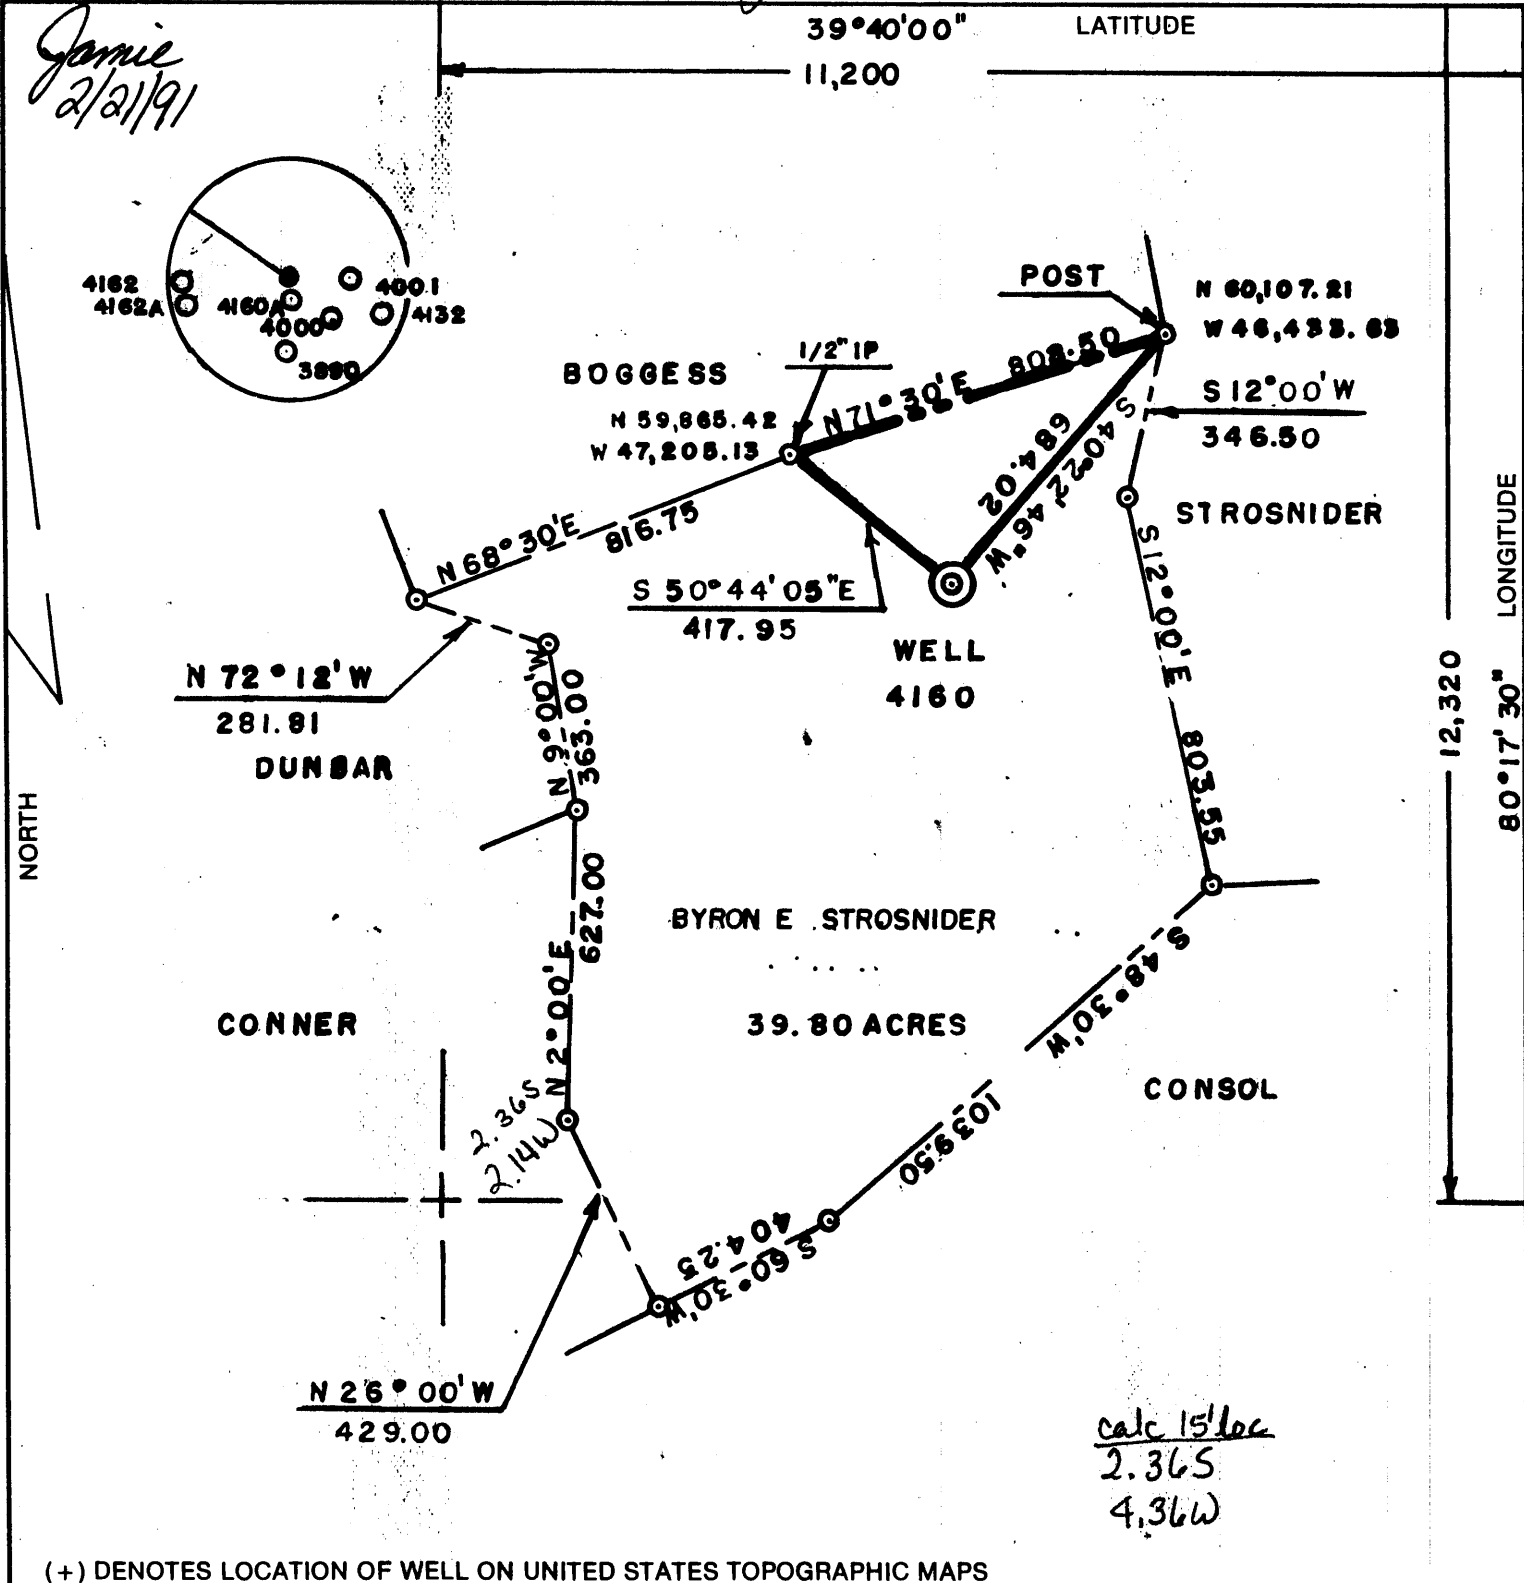 Jamie
2/21/91
39°40'00"
LATITUDE
11,200
4162
4162A
4160A
4000
4001
4132
3890
POST
N 60,107.21
W 46,433.63
1/2" IP
BOGGESS
N 59,865.42
W 47,205.13
N 71°30'E 808.50
S 12°00'W
346.50
S 40°22'46"W
684.02
STROSNIDER
N 68°30'E 816.75
S 50°44'05"E
417.95
WELL
4160
S 12°00'E 803.55
LONGITUDE
80°17'30"
12,320
N 72°12'W
281.81
DUNBAR
N 9°00'W
363.00
NORTH
N 2°00'E
627.00
BYRON E. STROSNIDER
39.80 ACRES
CONNER
S 48°30'W
1039.50
CONSOL
2.36S
2.14W
S 60°30'W
404.25
N 26°00'W
429.00
calc 15' loc
2.36S
4.36W
(+) DENOTES LOCATION OF WELL ON UNITED STATES TOPOGRAPHIC MAPS